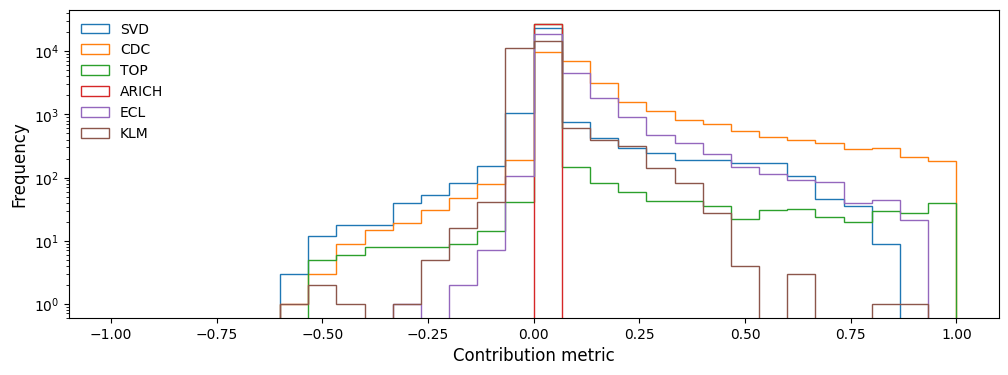 SVD
CDC
TOP
ARICH
ECL
KLM
Frequency
10⁴
10³
10²
10¹
10⁰
−1.00 −0.75 −0.50 −0.25 0.00 0.25 0.50 0.75 1.00
Contribution metric